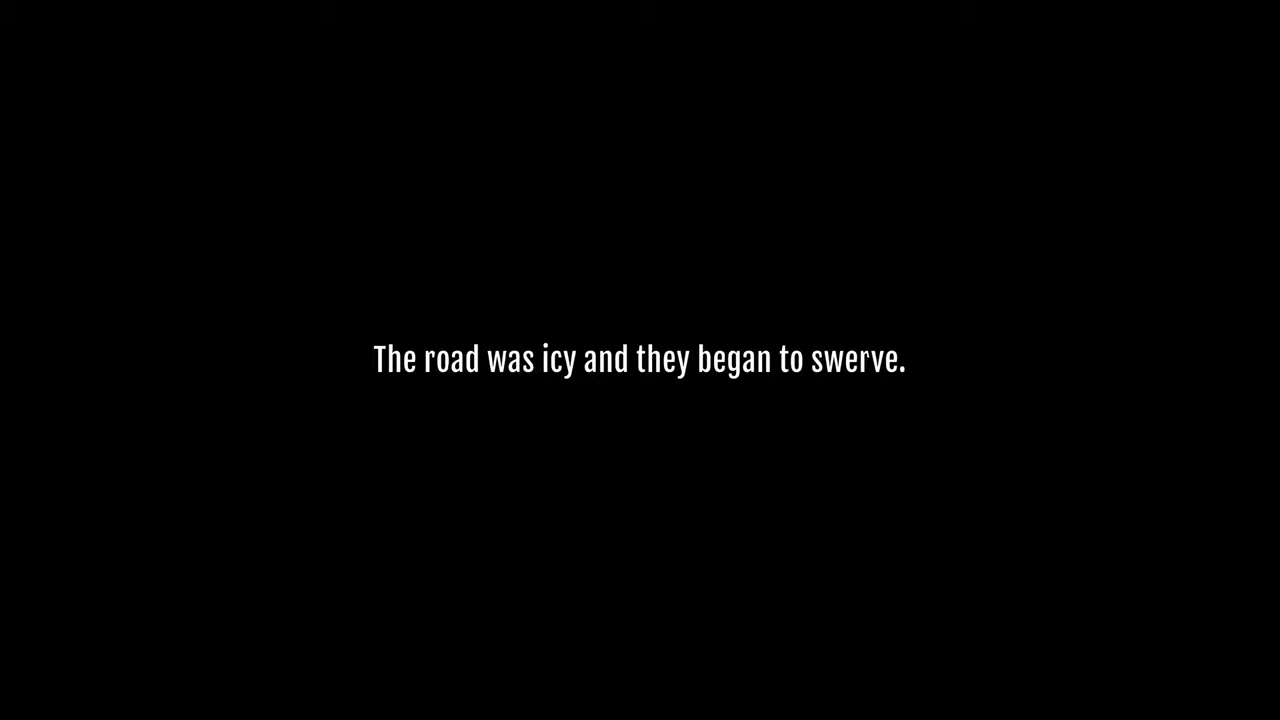 The road was icy and they began to swerve.